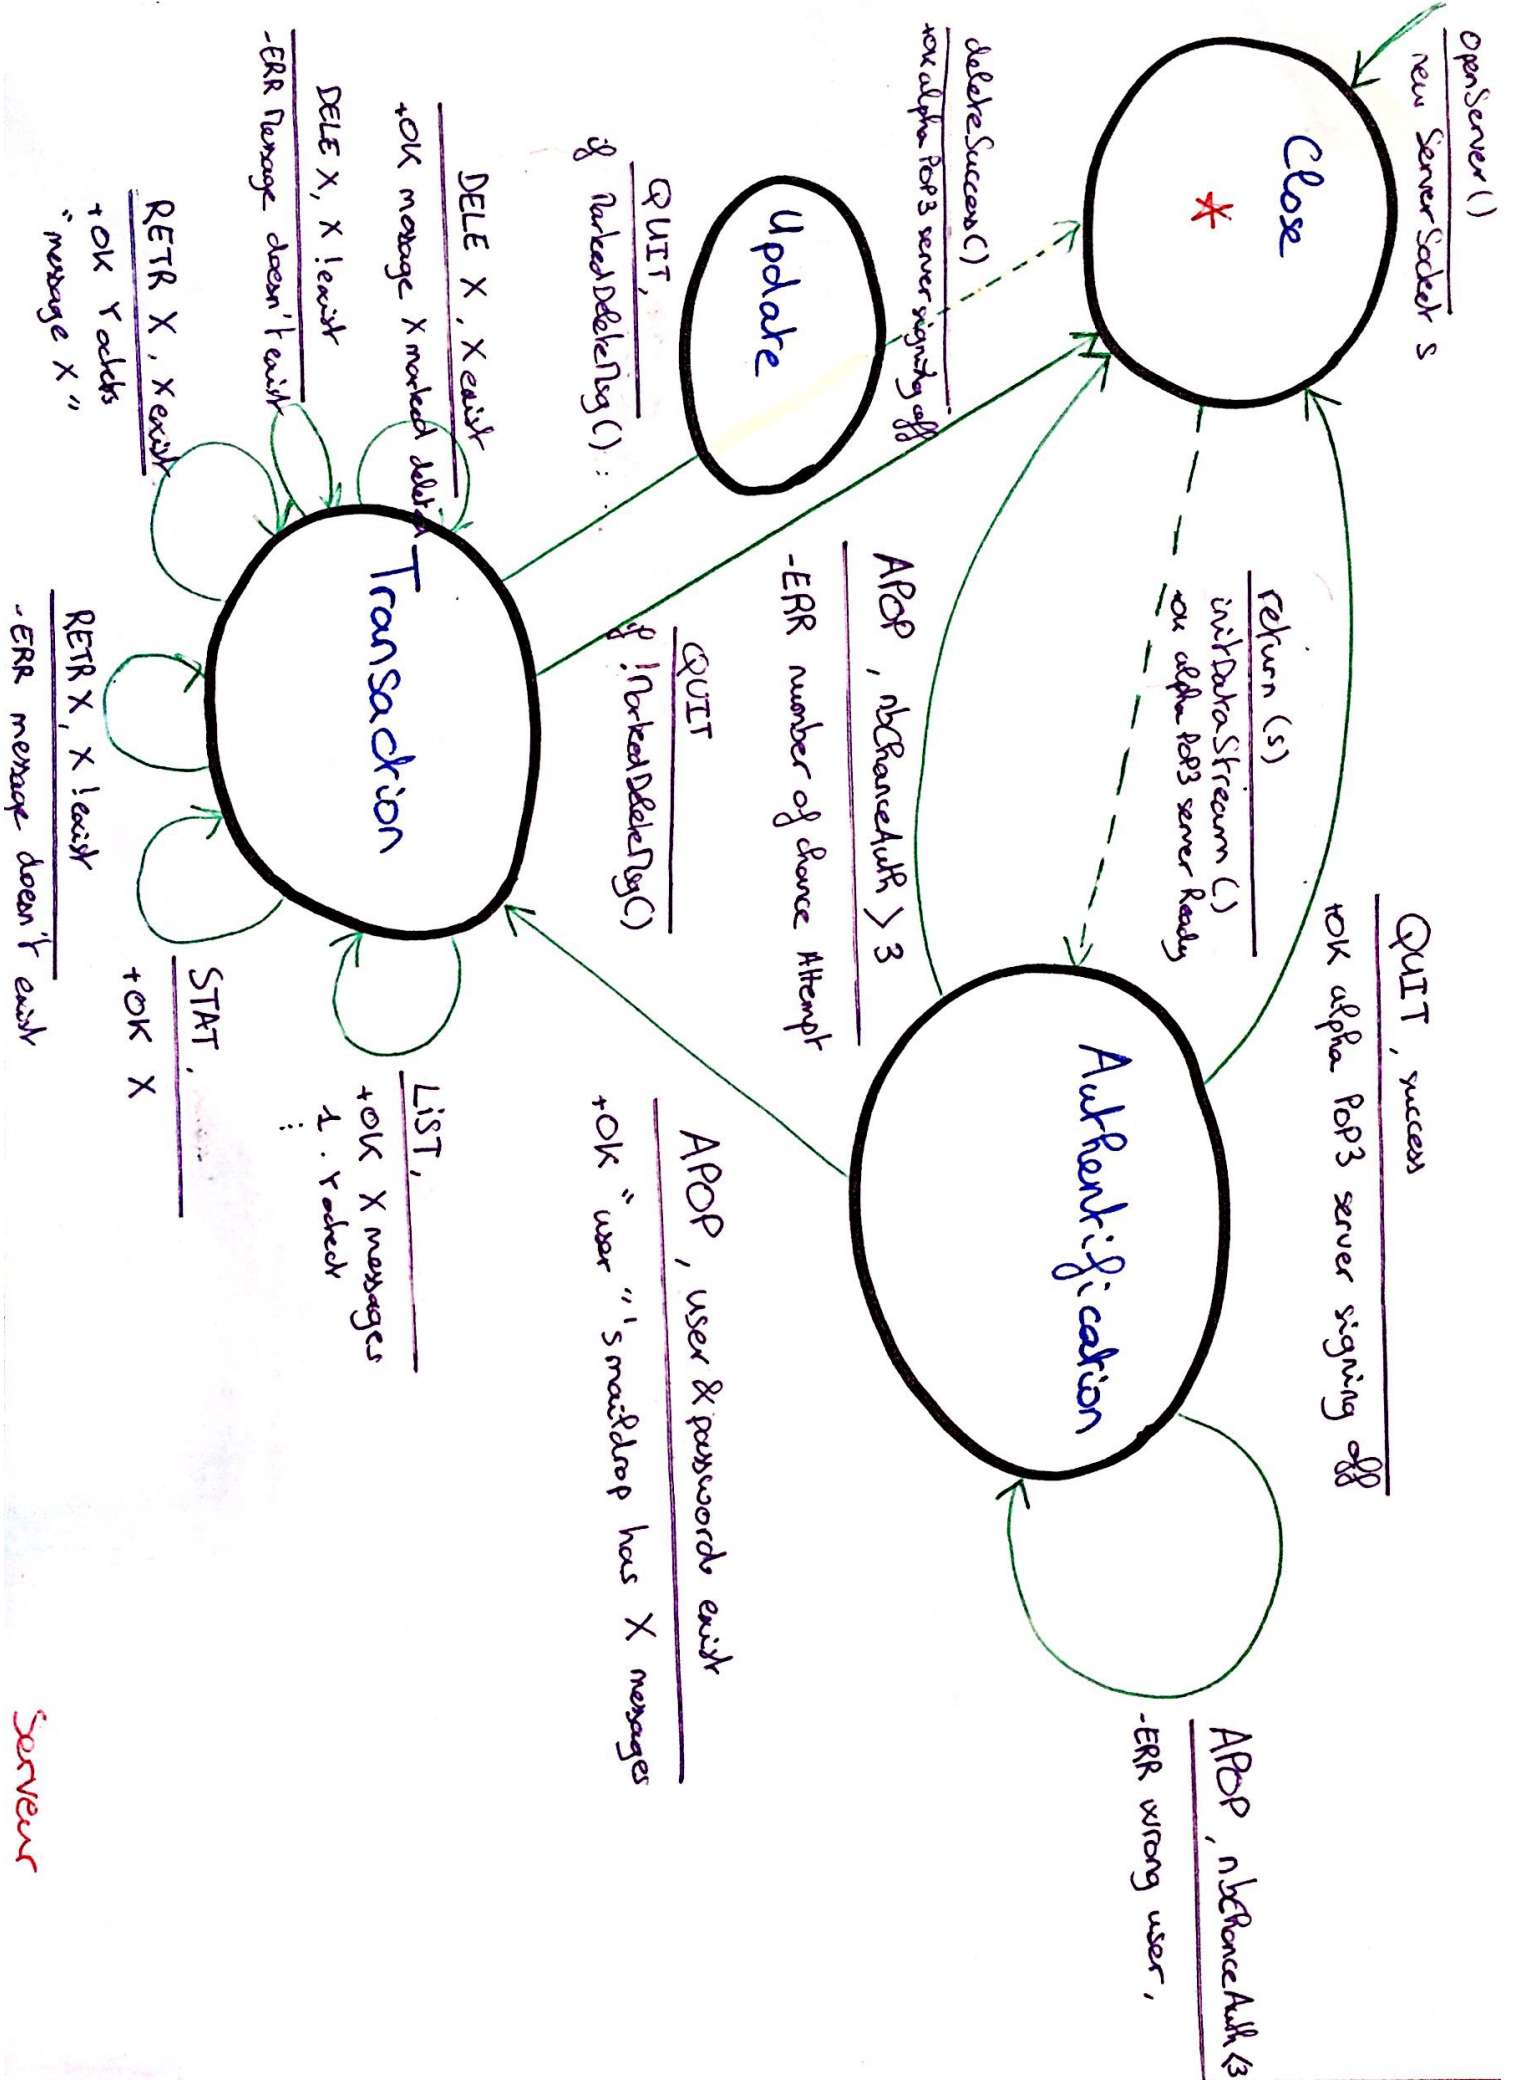 openServer()
new ServerSocket s
Close
*
deleteSuccess()
+OK alpha POP3 server signing off
Update
QUIT,
if MarkedDeleteMsg() :
DELE X, X exist
+OK message X marked deleted
DELE X, X !exist
-ERR Message doesn't exist
RETR X, X exist
+OK Y octets
"message X"
return (s)
initDataStream()
+OK alpha POP3 server Ready
QUIT, success
+OK alpha POP3 server signing off
APOP, nbChanceAuth > 3
-ERR number of chance Attempt
QUIT
if !MarkedDeleteMsg()
Transaction
RETR X, X !exist
-ERR message doesn't exist
STAT,
+OK X
LiST,
+OK X messages
1. Y octect
⋮
Authentification
APOP, user & password exist
+OK "user"'s maildrop has X messages
APOP, nbChanceAuth <3
-ERR wrong user,
Serveur